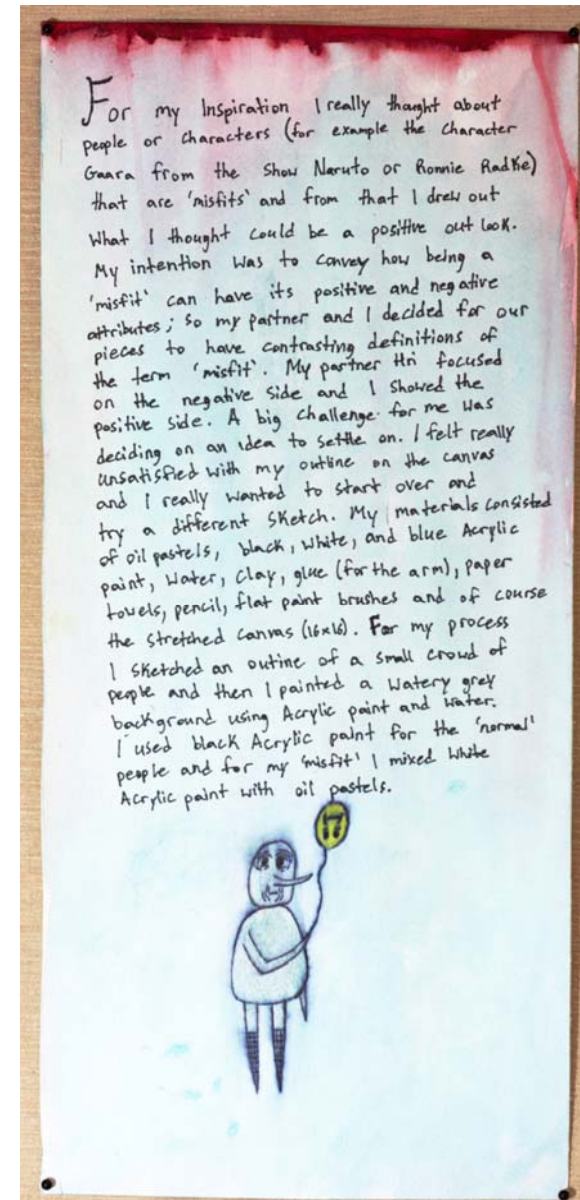 For my Inspiration I really thought about
people or characters (for example the character
Gaara from the Show Naruto or Ronnie Radke)
that are 'misfits' and from that I drew out
What I thought could be a positive out look.
My intention was to convey how being a
'misfit' can have its positive and negative
attributes; so my partner and I decided for our
pieces to have contrasting definitions of
the term 'misfit'. My partner Hri focused
on the negative side and I showed the
positive side. A big challenge for me was
deciding on an idea to settle on. I felt really
unsatisfied with my outline on the canvas
and I really wanted to start over and
try a different sketch. My materials consisted
of oil pastels, black, white, and blue Acrylic
paint, water, clay, glue (for the arm), paper
towels, pencil, flat paint brushes and of course
the stretched canvas (16x16). For my process
I sketched an outine of a small crowd of
people and then I painted a watery grey
background using Acrylic paint and water.
I used black Acrylic paint for the 'normal'
people and for my 'misfit' I mixed white
Acrylic paint with oil pastels.